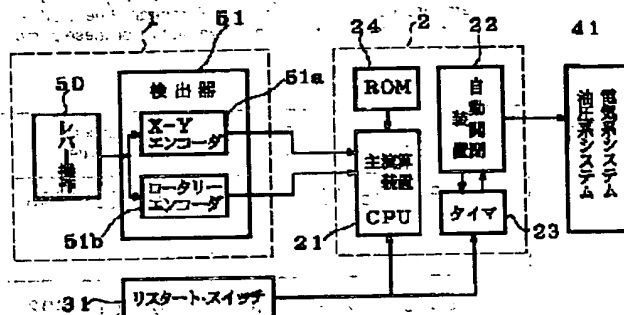 1
51
2
24
22
41
50
検出器
51a
ROM
自動開閉装置
レバー操作
X-Y
エンコーダ
主演算
装置
CPU
電気系システム
油圧系システム
ロータリー
エンコーダ
タイマ
51b
21
23
31
リスタート・スイッチ